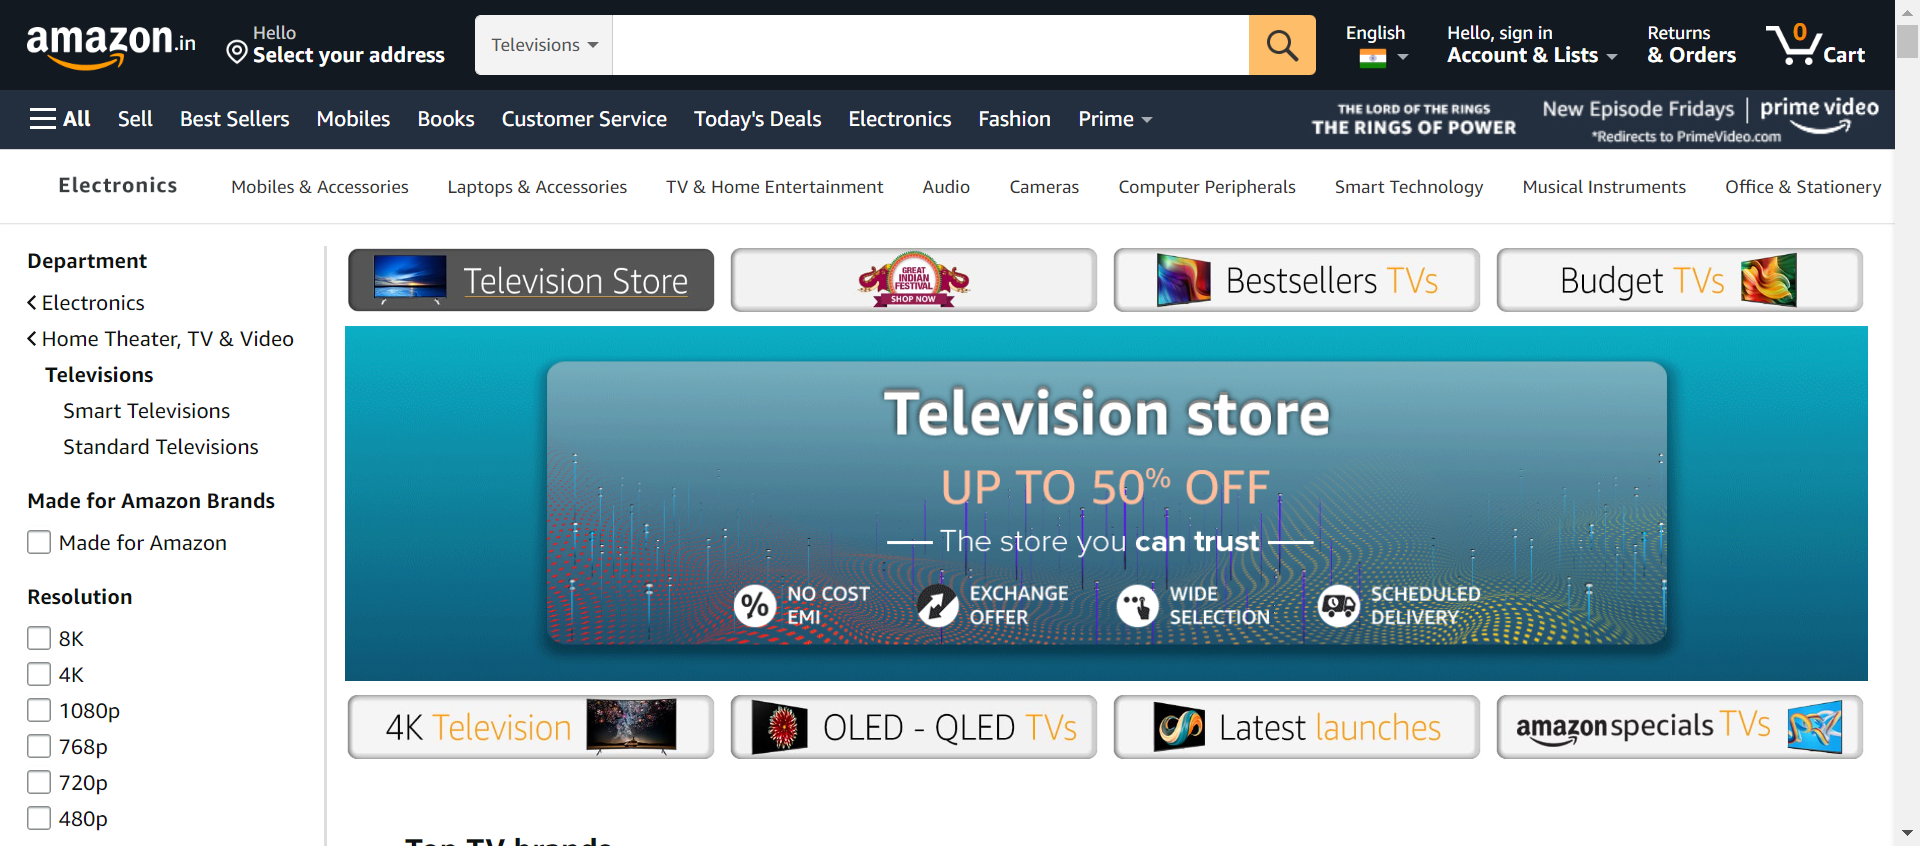 amazon.in
Hello
Select your address
Televisions
English
Hello, sign in
Account & Lists
Returns
& Orders
0
Cart
All
Sell
Best Sellers
Mobiles
Books
Customer Service
Today's Deals
Electronics
Fashion
Prime
THE LORD OF THE RINGS
THE RINGS OF POWER
New Episode Fridays
*Redirects to PrimeVideo.com
prime video
Electronics
Mobiles & Accessories
Laptops & Accessories
TV & Home Entertainment
Audio
Cameras
Computer Peripherals
Smart Technology
Musical Instruments
Office & Stationery
Department
Electronics
Home Theater, TV & Video
Televisions
Smart Televisions
Standard Televisions
Made for Amazon Brands
Made for Amazon
Resolution
8K
4K
1080p
768p
720p
480p
Television Store
GREAT
INDIAN
FESTIVAL
SHOP NOW
Bestsellers TVs
Budget TVs
Television store
UP TO 50% OFF
The store you can trust
NO COST
EMI
EXCHANGE
OFFER
WIDE
SELECTION
SCHEDULED
DELIVERY
4K Television
OLED - QLED TVs
Latest launches
amazon specials TVs
Top TV brands